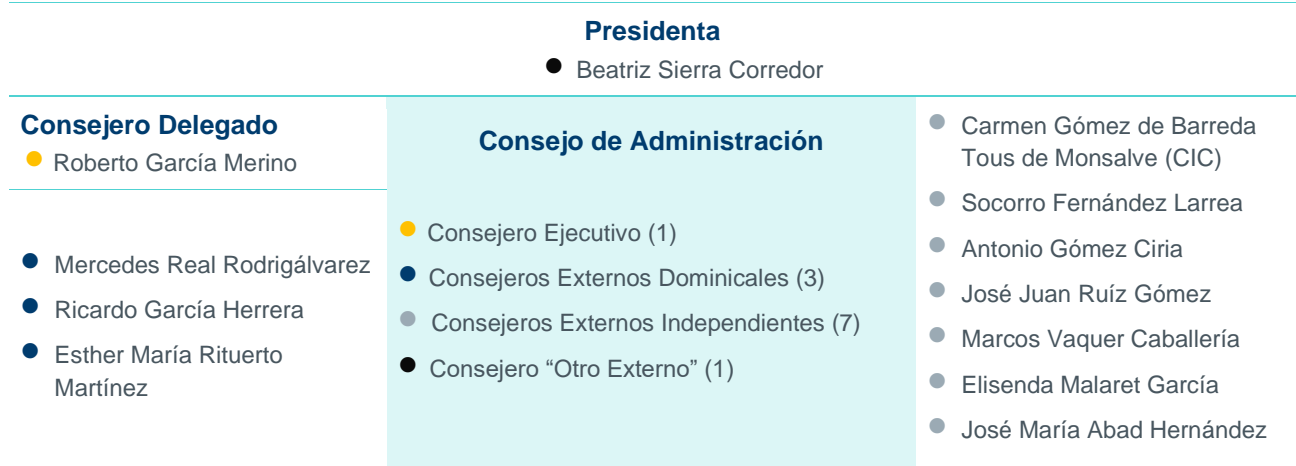 Presidenta
Beatriz Sierra Corredor
Consejero Delegado
Roberto García Merino
Mercedes Real Rodrigálvarez
Ricardo García Herrera
Esther María Rituerto
Martínez
Consejo de Administración
Consejero Ejecutivo (1)
Consejeros Externos Dominicales (3)
Consejeros Externos Independientes (7)
Consejero “Otro Externo” (1)
Carmen Gómez de Barreda
Tous de Monsalve (CIC)
Socorro Fernández Larrea
Antonio Gómez Ciria
José Juan Ruíz Gómez
Marcos Vaquer Caballería
Elisenda Malaret García
José María Abad Hernández